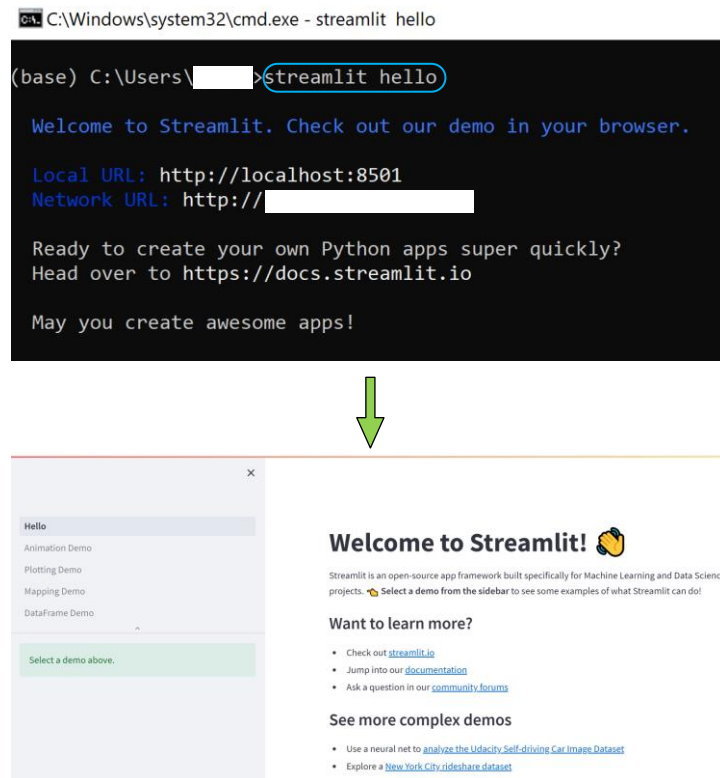 C:\Windows\system32\cmd.exe - streamlit  hello
(base) C:\Users\ >streamlit hello
Welcome to Streamlit. Check out our demo in your browser.
Local URL: http://localhost:8501
Network URL: http://
Ready to create your own Python apps super quickly?
Head over to https://docs.streamlit.io
May you create awesome apps!
Hello
Animation Demo
Plotting Demo
Mapping Demo
DataFrame Demo
Select a demo above.
Welcome to Streamlit! 👋
Streamlit is an open-source app framework built specifically for Machine Learning and Data Scienc
projects. 👈 Select a demo from the sidebar to see some examples of what Streamlit can do!
Want to learn more?
• Check out streamlit.io
• Jump into our documentation
• Ask a question in our community forums
See more complex demos
• Use a neural net to analyze the Udacity Self-driving Car Image Dataset
• Explore a New York City rideshare dataset